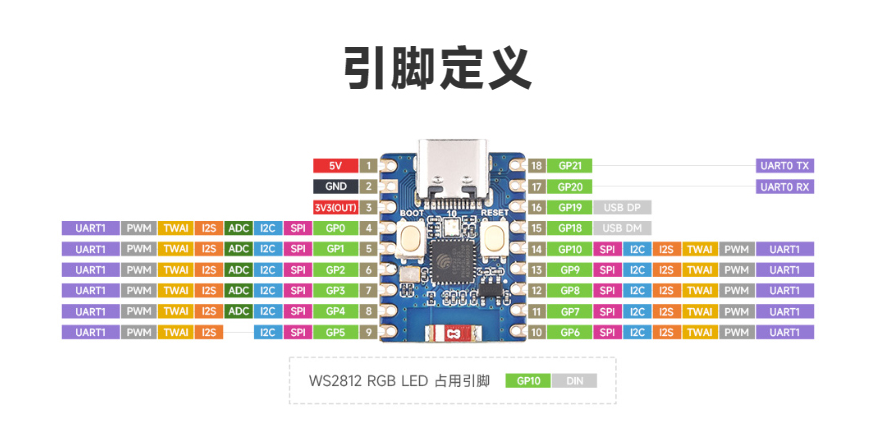 引脚定义
5V 1 18 GP21 UART0 TX
GND 2 17 GP20 UART0 RX
3V3(OUT) 3 16 GP19 USB DP
BOOT 10 RESET
UART1 PWM TWAI I2S ADC I2C SPI GP0 4 15 GP18 USB DM
UART1 PWM TWAI I2S ADC I2C SPI GP1 5 14 GP10 SPI I2C I2S TWAI PWM UART1
UART1 PWM TWAI I2S ADC I2C SPI GP2 6 13 GP9 SPI I2C I2S TWAI PWM UART1
UART1 PWM TWAI I2S ADC I2C SPI GP3 7 12 GP8 SPI I2C I2S TWAI PWM UART1
UART1 PWM TWAI I2S ADC I2C SPI GP4 8 11 GP7 SPI I2C I2S TWAI PWM UART1
UART1 PWM TWAI I2S I2C SPI GP5 9 10 GP6 SPI I2C I2S TWAI PWM UART1
C3
WS2812 RGB LED 占用引脚 GP10 DIN